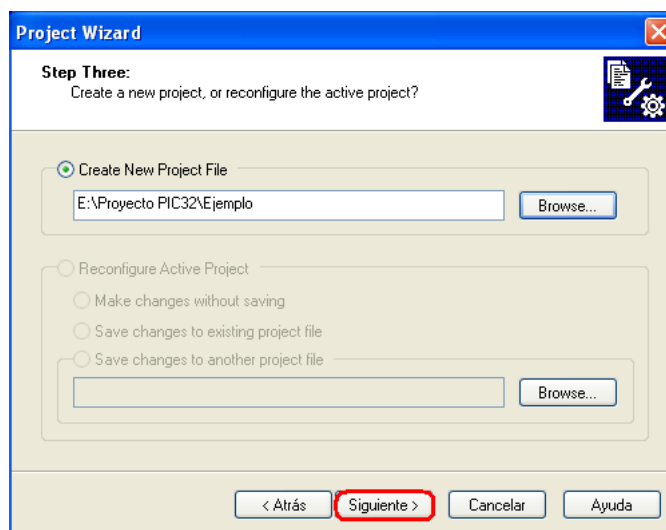 Project Wizard
Step Three:
Create a new project, or reconfigure the active project?
Create New Project File
E:\Proyecto PIC32\Ejemplo
Browse...
Reconfigure Active Project
Make changes without saving
Save changes to existing project file
Save changes to another project file
Browse...
< Atrás
Siguiente >
Cancelar
Ayuda